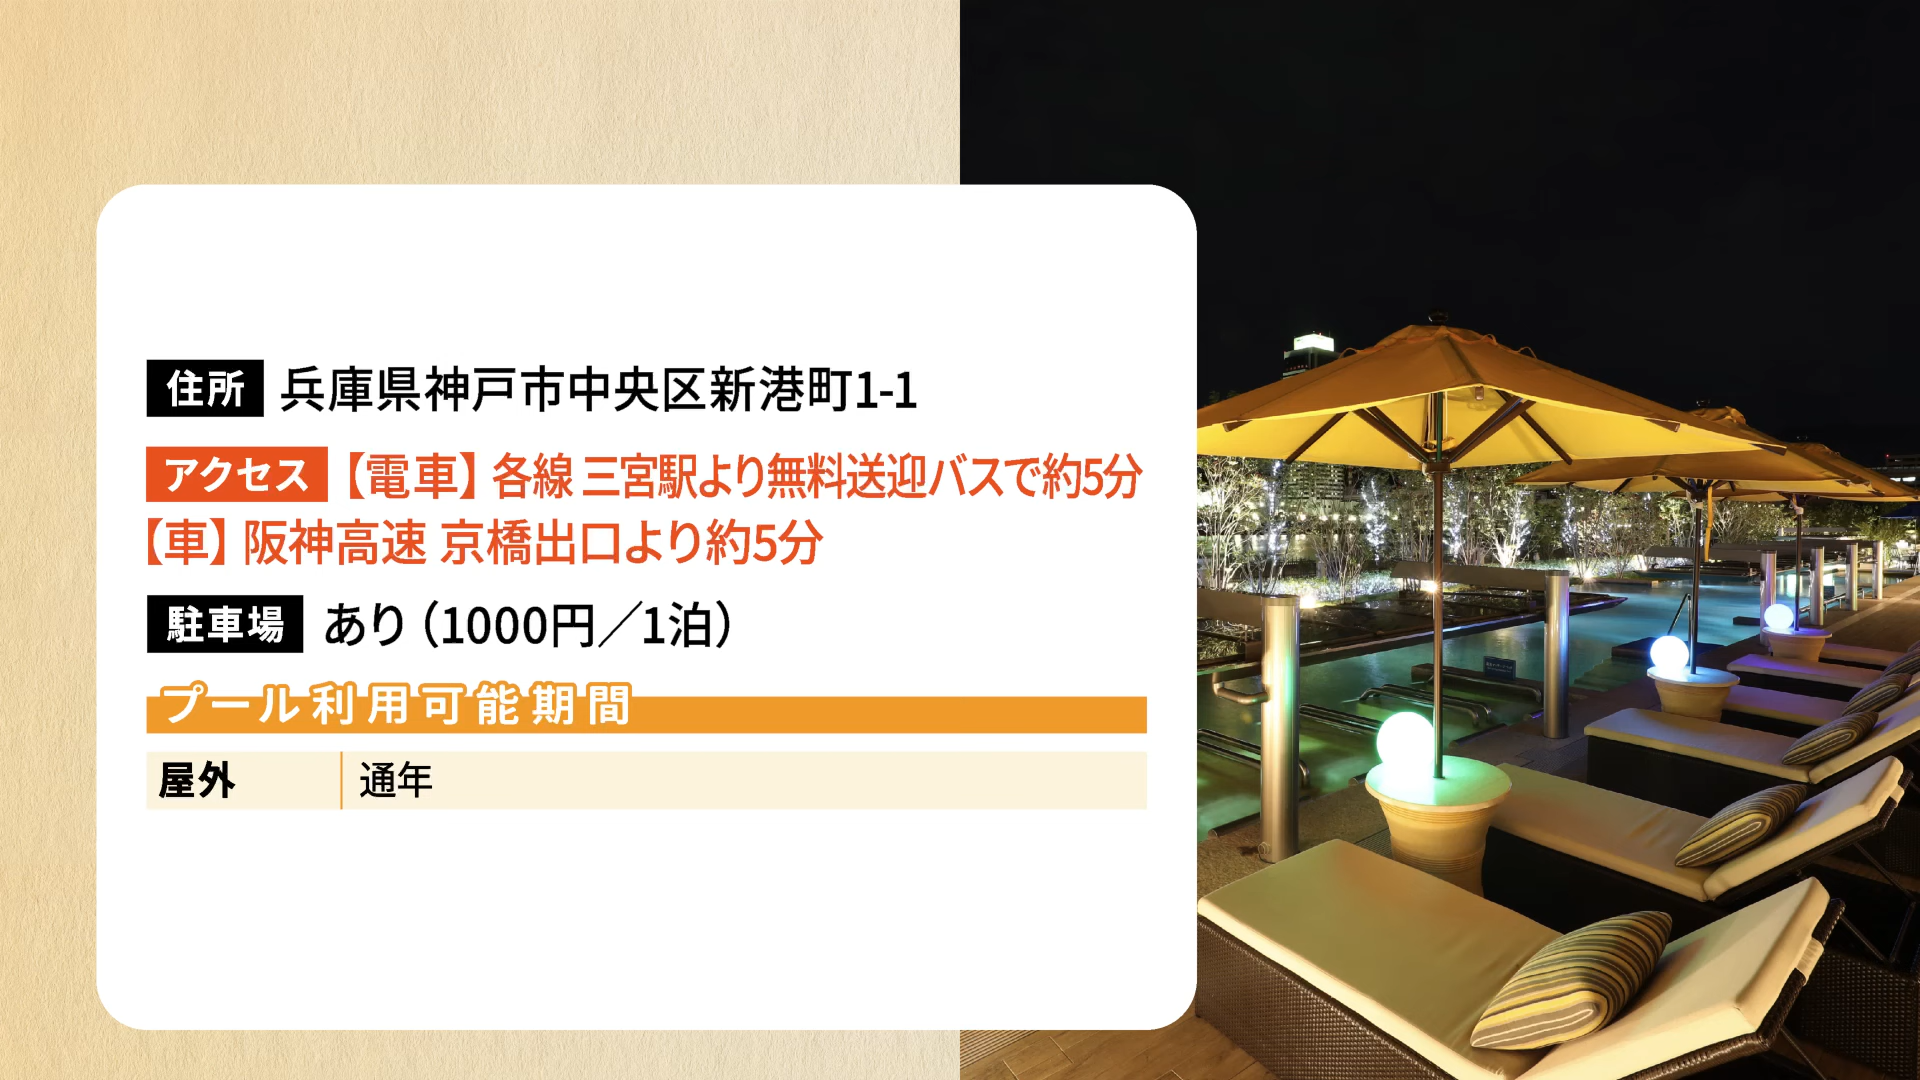 住所 兵庫県神戸市中央区新港町1-1
アクセス 【電車】 各線 三宮駅より無料送迎バスで約5分
【車】 阪神高速 京橋出口より約5分
駐車場 あり（1000円／1泊）
プール利用可能期間
屋外 通年